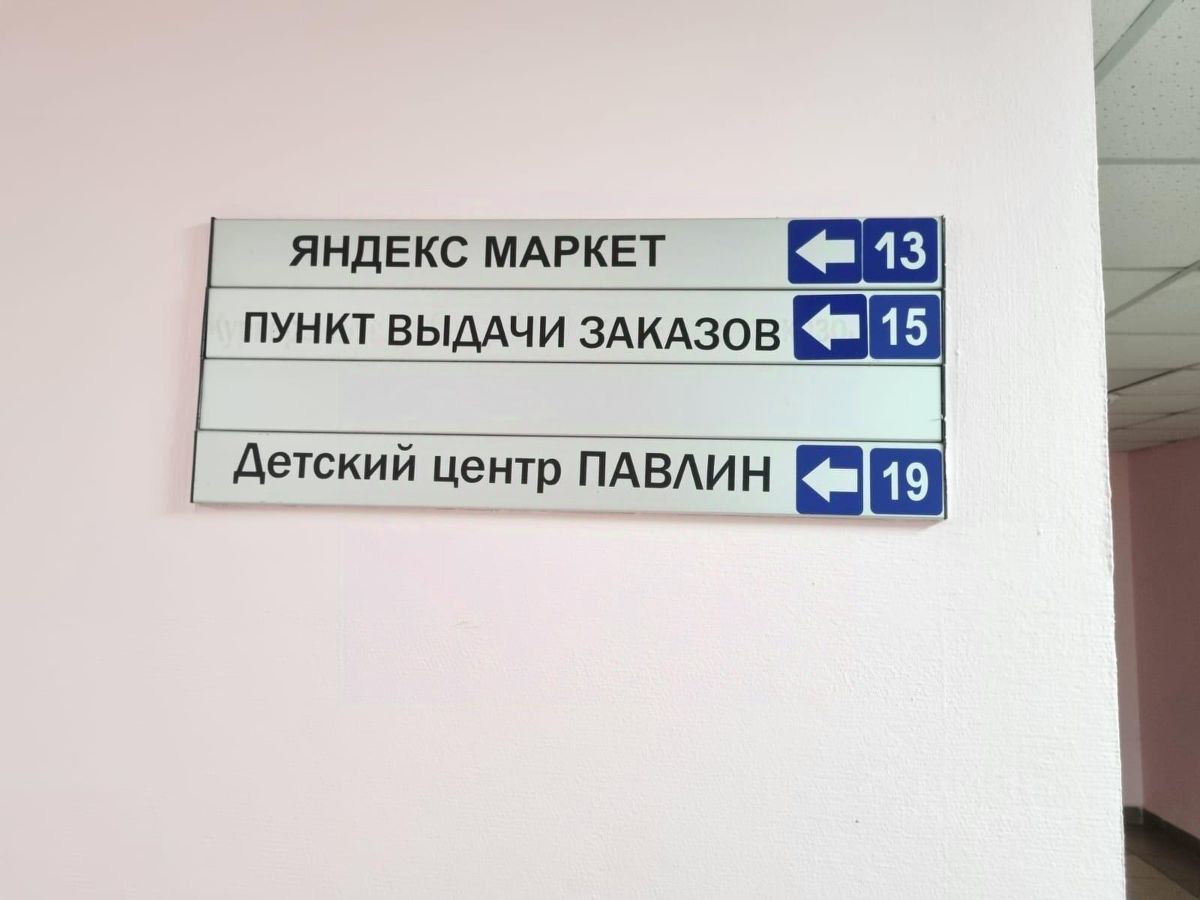 ЯНДЕКС МАРКЕТ 13
ПУНКТ ВЫДАЧИ ЗАКАЗОВ 15
Детский центр ПАВЛИН 19